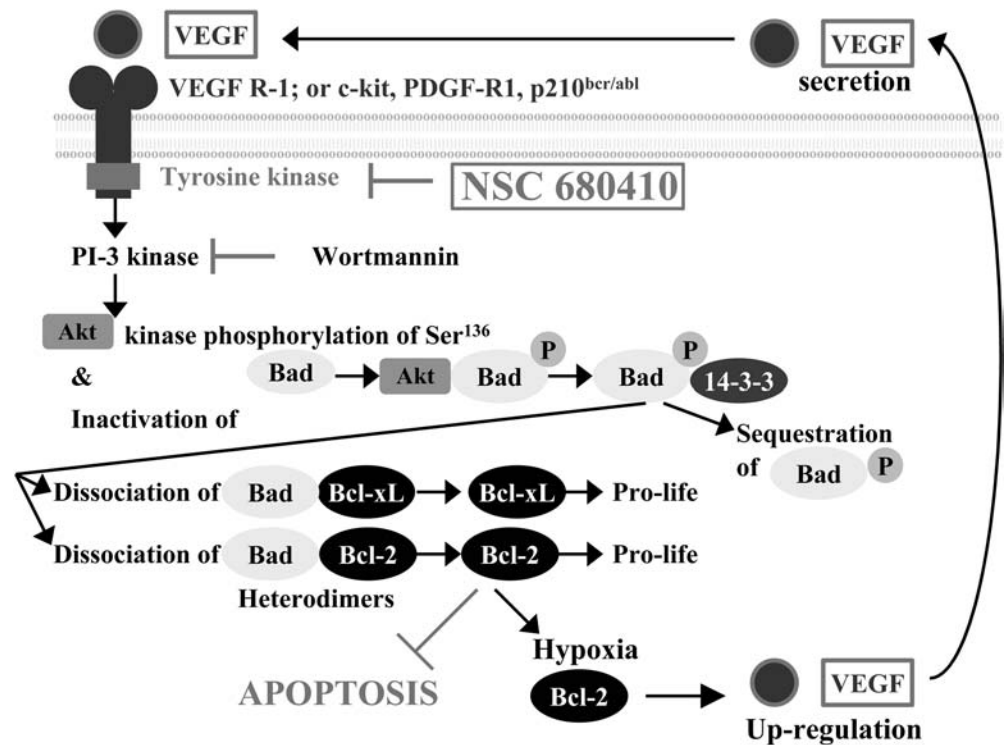 VEGF
VEGF
secretion
VEGF R-1; or c-kit, PDGF-R1, p210bcr/abl
Tyrosine kinase
NSC 680410
PI-3 kinase
Wortmannin
Akt kinase phosphorylation of Ser136
& Bad Akt Bad P Bad P 14-3-3
Inactivation of
Sequestration
of Bad P
Dissociation of Bad Bcl-xL Bcl-xL Pro-life
Dissociation of Bad Bcl-2 Bcl-2 Pro-life
Heterodimers
Hypoxia
APOPTOSIS
Bcl-2
VEGF
Up-regulation